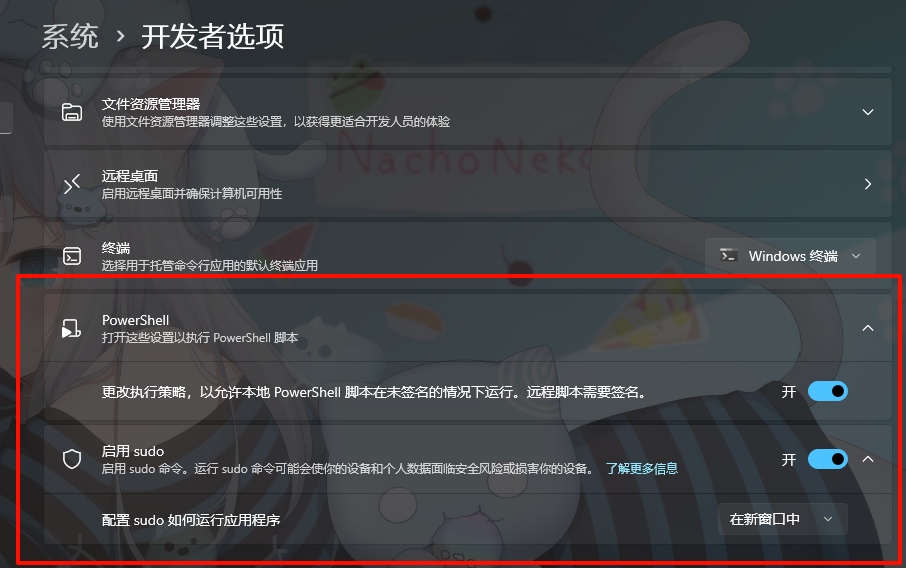 系统 › 开发者选项
文件资源管理器
使用文件资源管理器调整这些设置，以获得更适合开发人员的体验
NachoNeko
远程桌面
启用远程桌面并确保计算机可用性
终端
选择用于托管命令行应用的默认终端应用
Windows 终端
PowerShell
打开这些设置以执行 PowerShell 脚本
更改执行策略，以允许本地 PowerShell 脚本在未签名的情况下运行。远程脚本需要签名。
开
启用 sudo
启用 sudo 命令。运行 sudo 命令可能会使你的设备和个人数据面临安全风险或损害你的设备。 了解更多信息
开
配置 sudo 如何运行应用程序
在新窗口中